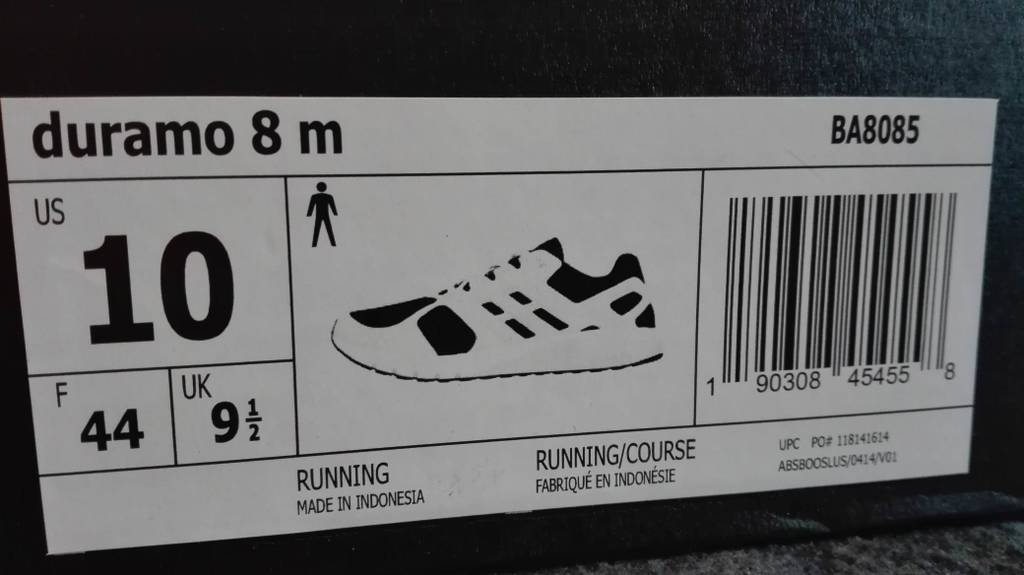 duramo 8 m
BA8085
US
10
F
44
UK
9 1/2
1 90308 45455 8
RUNNING
MADE IN INDONESIA
RUNNING/COURSE
FABRIQUÉ EN INDONÉSIE
UPC PO# 118141614
ABSBOOSLUS/0414/V01